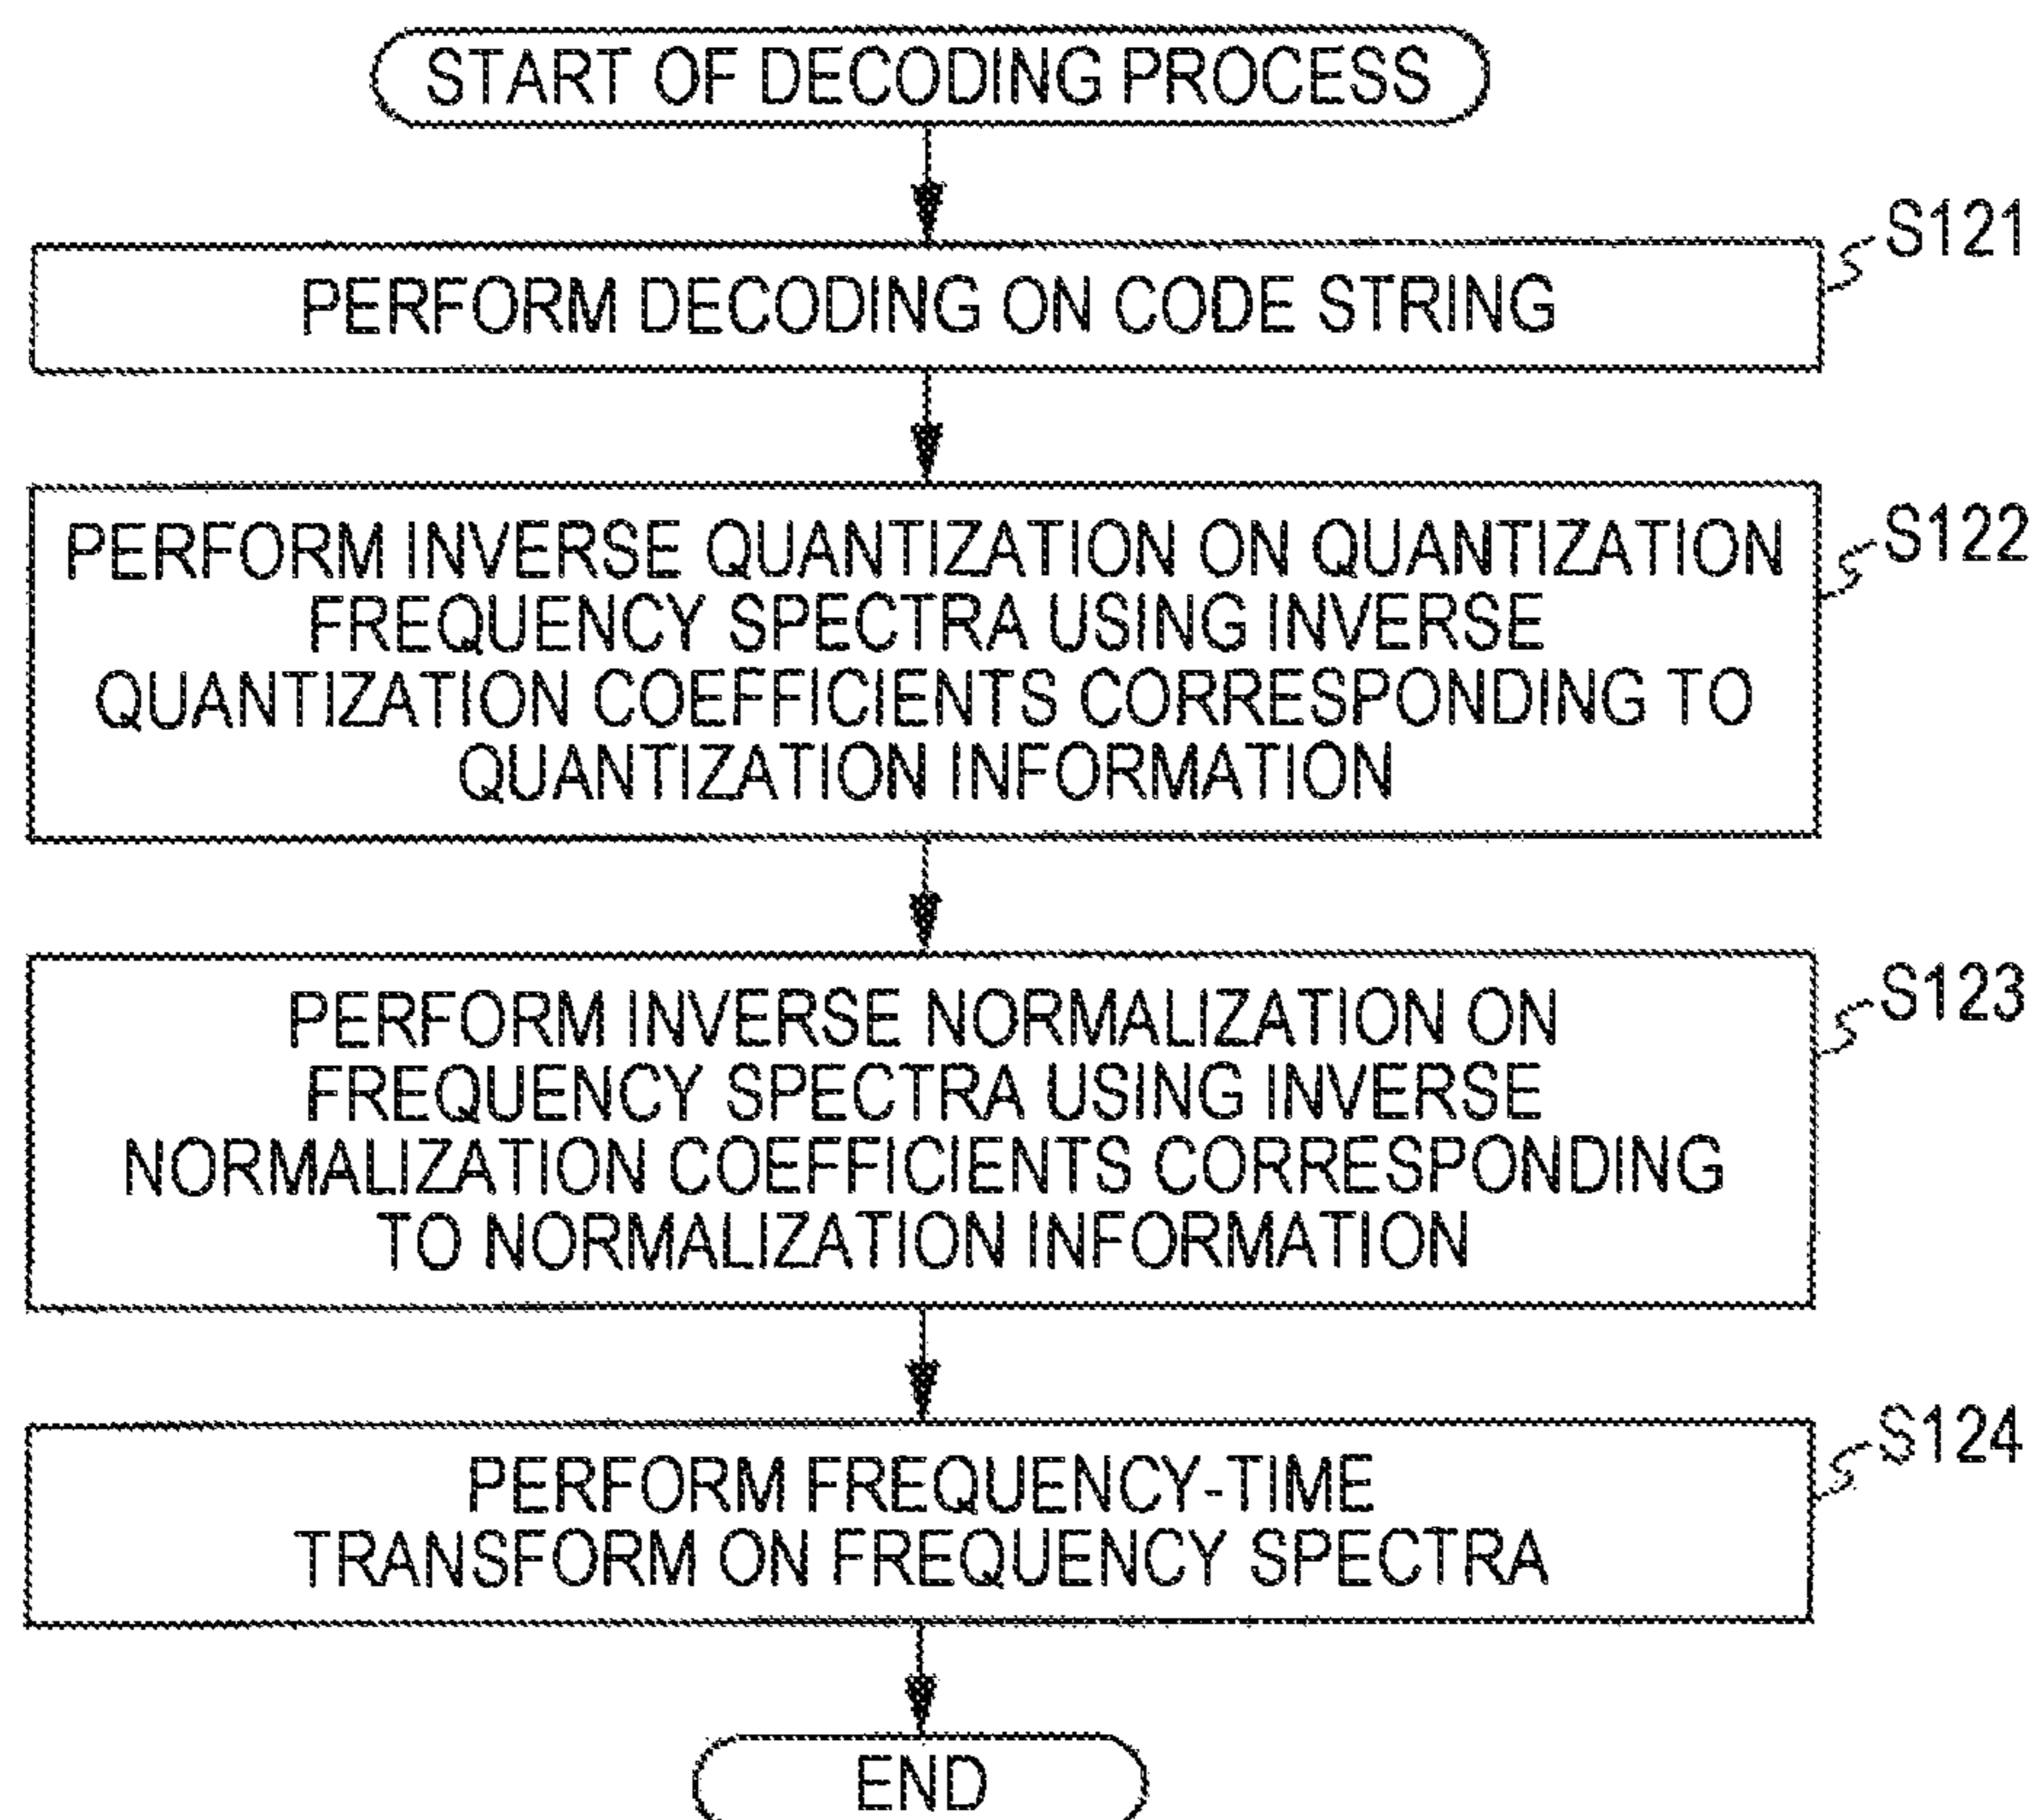 START OF DECODING PROCESS
S121
PERFORM DECODING ON CODE STRING
S122
PERFORM INVERSE QUANTIZATION ON QUANTIZATION
FREQUENCY SPECTRA USING INVERSE
QUANTIZATION COEFFICIENTS CORRESPONDING TO
QUANTIZATION INFORMATION
S123
PERFORM INVERSE NORMALIZATION ON
FREQUENCY SPECTRA USING INVERSE
NORMALIZATION COEFFICIENTS CORRESPONDING
TO NORMALIZATION INFORMATION
S124
PERFORM FREQUENCY-TIME
TRANSFORM ON FREQUENCY SPECTRA
END